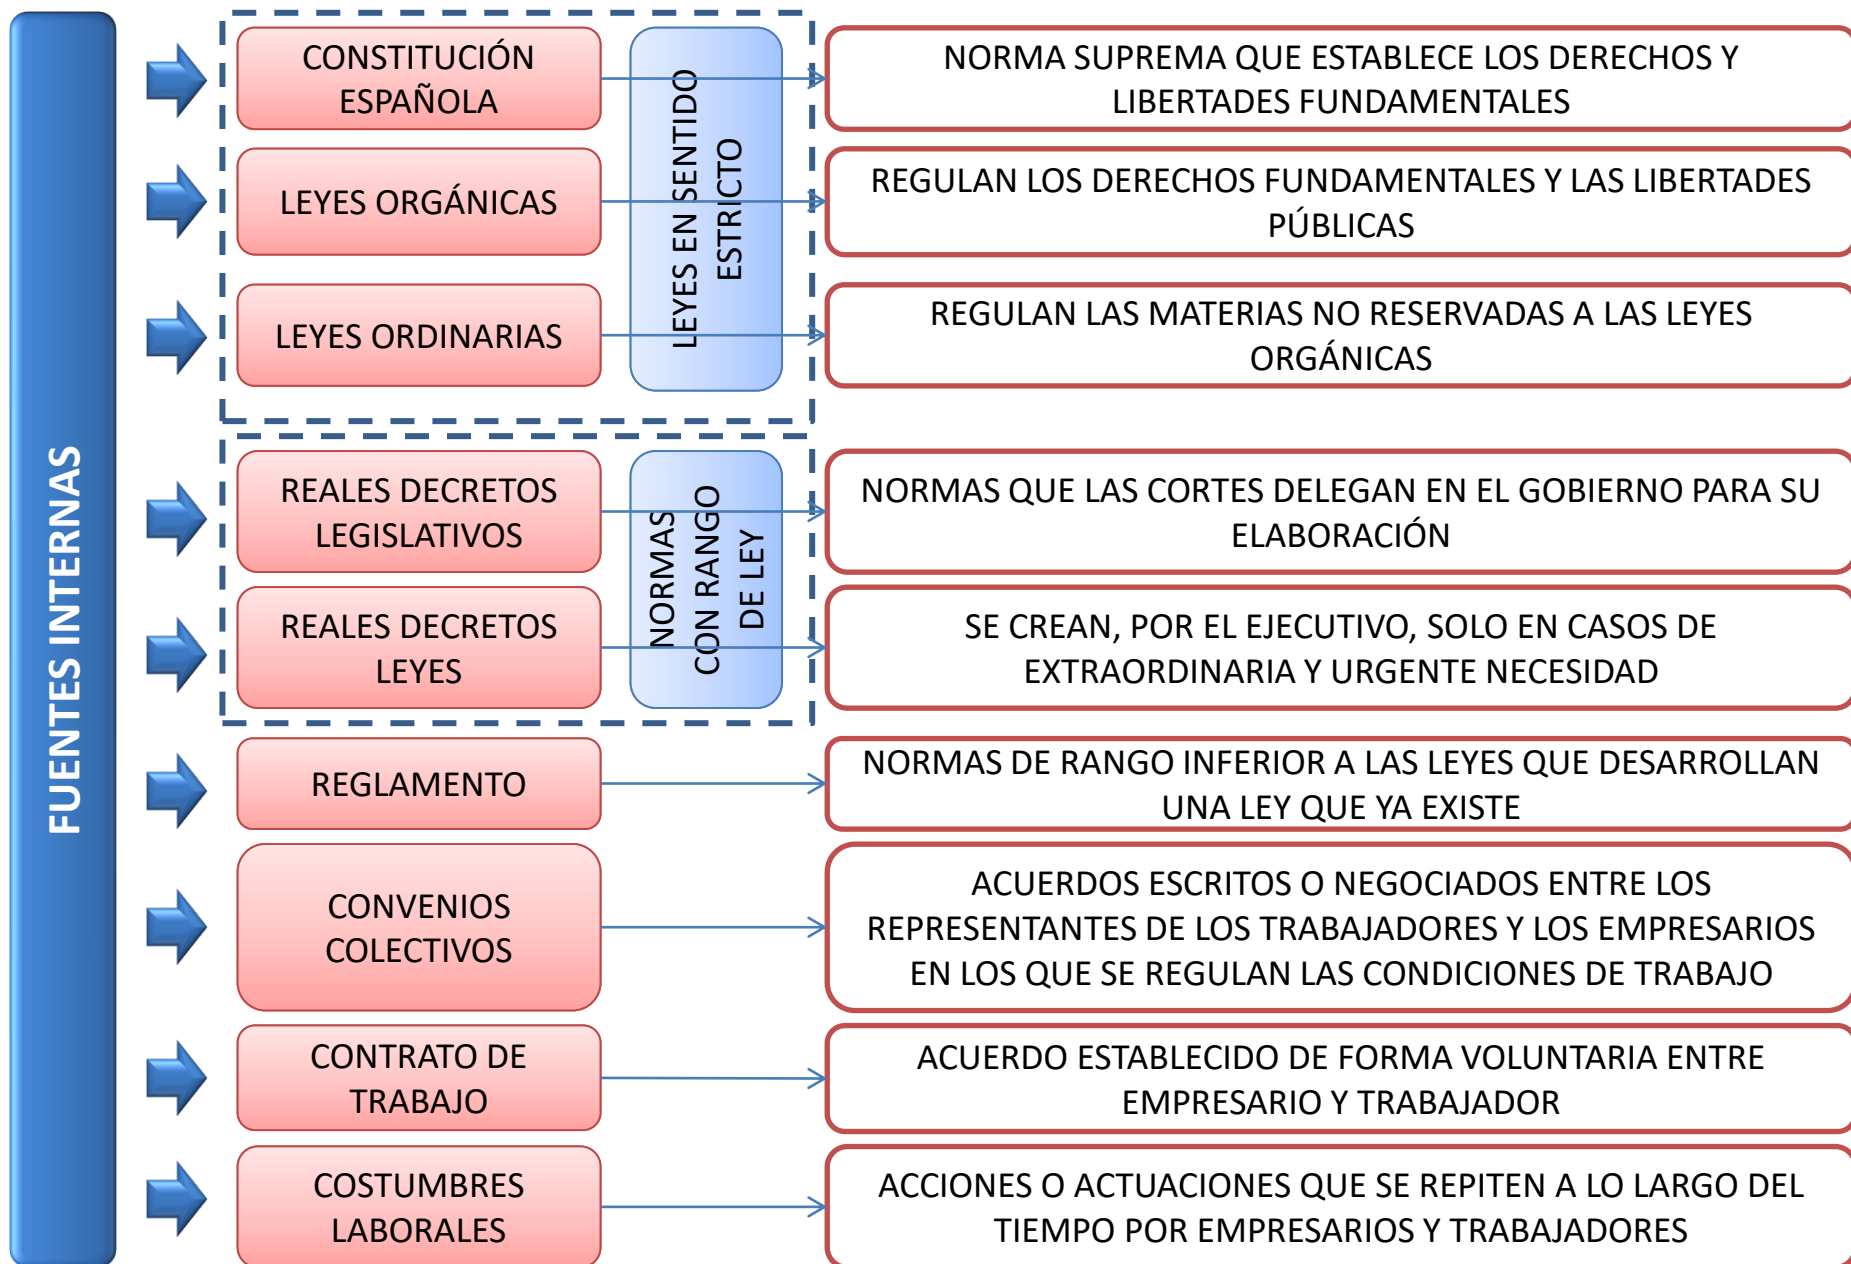 FUENTES INTERNAS
CONSTITUCIÓN
ESPAÑOLA
LEYES EN SENTIDO
ESTRICTO
NORMA SUPREMA QUE ESTABLECE LOS DERECHOS Y
LIBERTADES FUNDAMENTALES
LEYES ORGÁNICAS
REGULAN LOS DERECHOS FUNDAMENTALES Y LAS LIBERTADES
PÚBLICAS
LEYES ORDINARIAS
REGULAN LAS MATERIAS NO RESERVADAS A LAS LEYES
ORGÁNICAS
REALES DECRETOS
LEGISLATIVOS
NORMAS
CON RANGO
DE LEY
NORMAS QUE LAS CORTES DELEGAN EN EL GOBIERNO PARA SU
ELABORACIÓN
REALES DECRETOS
LEYES
SE CREAN, POR EL EJECUTIVO, SOLO EN CASOS DE
EXTRAORDINARIA Y URGENTE NECESIDAD
REGLAMENTO
NORMAS DE RANGO INFERIOR A LAS LEYES QUE DESARROLLAN
UNA LEY QUE YA EXISTE
CONVENIOS
COLECTIVOS
ACUERDOS ESCRITOS O NEGOCIADOS ENTRE LOS
REPRESENTANTES DE LOS TRABAJADORES Y LOS EMPRESARIOS
EN LOS QUE SE REGULAN LAS CONDICIONES DE TRABAJO
CONTRATO DE
TRABAJO
ACUERDO ESTABLECIDO DE FORMA VOLUNTARIA ENTRE
EMPRESARIO Y TRABAJADOR
COSTUMBRES
LABORALES
ACCIONES O ACTUACIONES QUE SE REPITEN A LO LARGO DEL
TIEMPO POR EMPRESARIOS Y TRABAJADORES